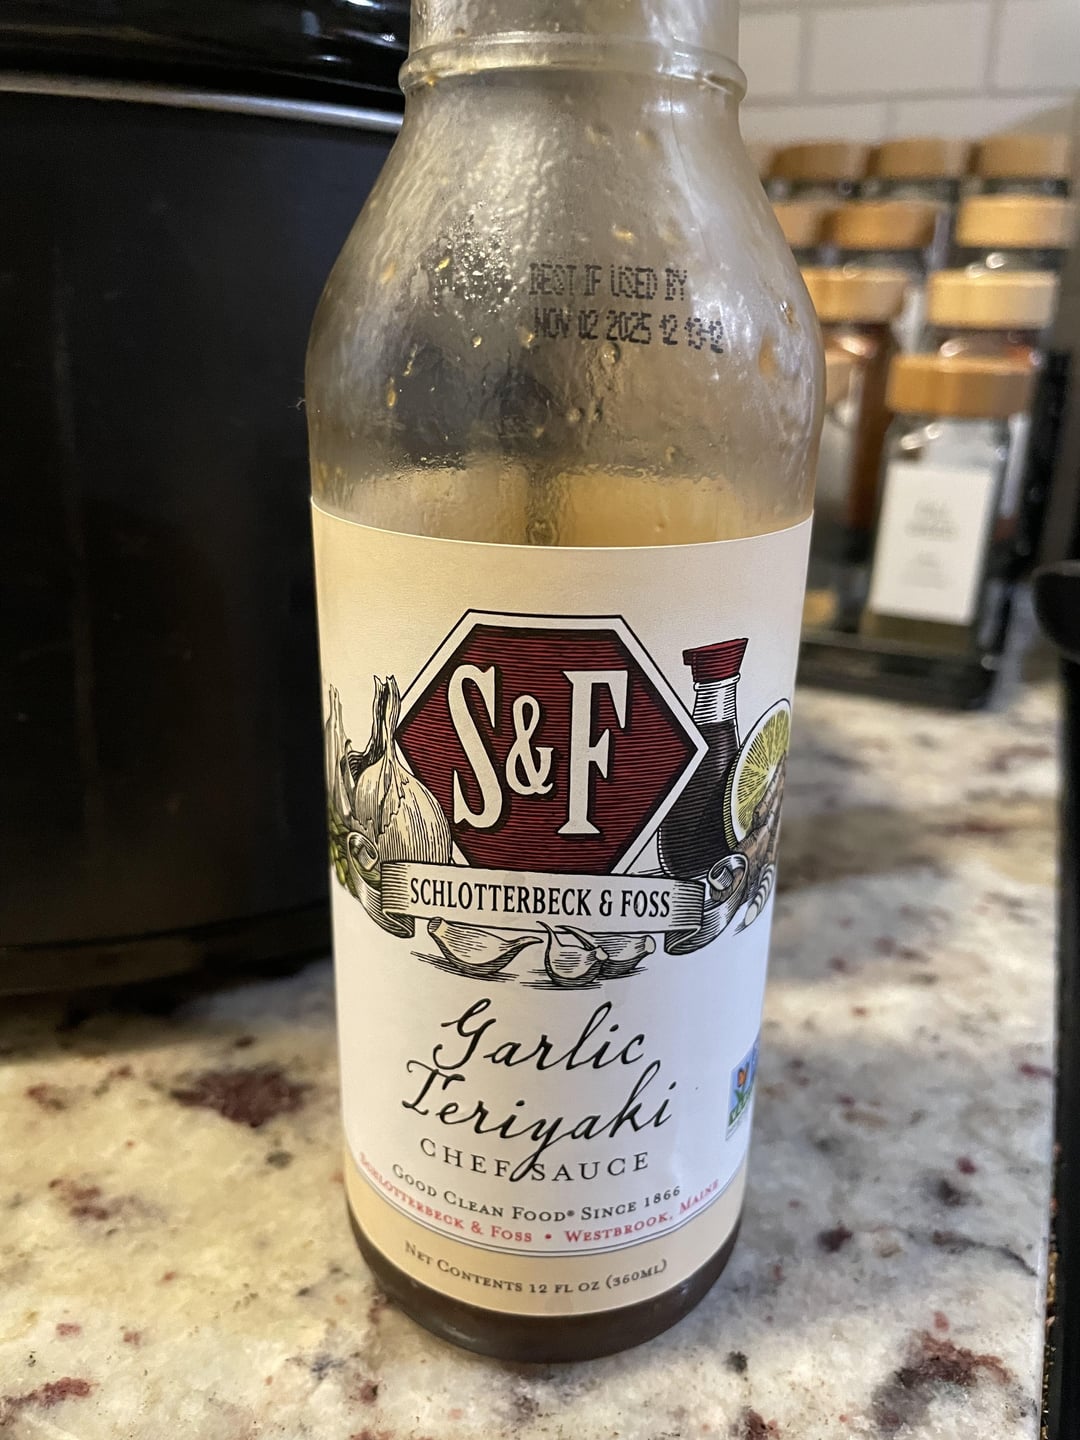 BEST IF USED BY
NOV 02 2025 12
S&F
SCHLOTTERBECK & FOSS
Garlic
Teriyaki
CHEF SAUCE
GOOD CLEAN FOOD® SINCE 1866
SCHLOTTERBECK & FOSS • WESTBROOK, MAINE
NET CONTENTS 12 FL OZ (360ML)